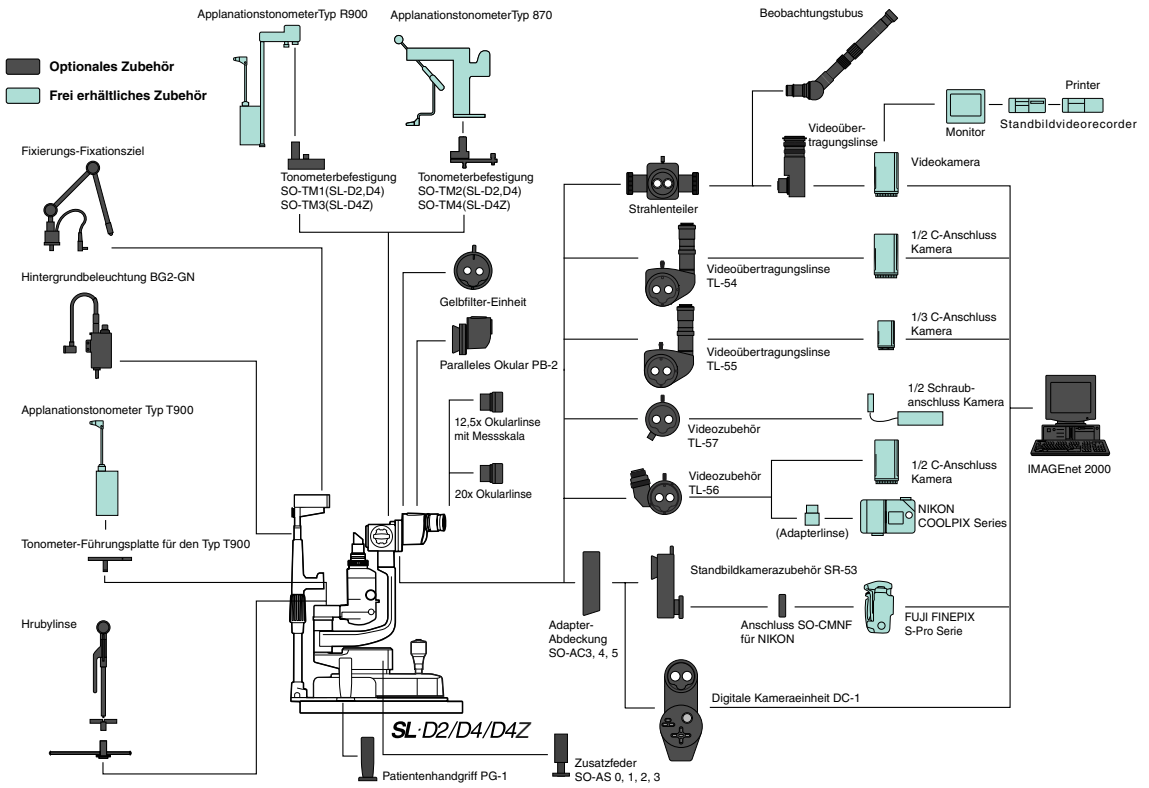 ApplanationstonometerTyp R900
ApplanationstonometerTyp 870
Beobachtungstubus
Optionales Zubehör
Frei erhältliches Zubehör
Printer
Monitor
Standbildvideorecorder
Videoüber-
tragungslinse
Videokamera
Fixierungs-Fixationsziel
Tonometerbefestigung
SO-TM1(SL-D2,D4)
SO-TM3(SL-D4Z)
Tonometerbefestigung
SO-TM2(SL-D2,D4)
SO-TM4(SL-D4Z)
Strahlenteiler
1/2 C-Anschluss
Kamera
Hintergrundbeleuchtung BG2-GN
Gelbfilter-Einheit
Videoübertragungslinse
TL-54
1/3 C-Anschluss
Kamera
Paralleles Okular PB-2
Videoübertragungslinse
TL-55
1/2 Schraub-
anschluss Kamera
Applanationstonometer Typ T900
12,5x Okularlinse
mit Messskala
Videozubehör
TL-57
IMAGEnet 2000
20x Okularlinse
Videozubehör
TL-56
1/2 C-Anschluss
Kamera
NIKON
COOLPIX Series
(Adapterlinse)
Tonometer-Führungsplatte für den Typ T900
Standbildkamerazubehör SR-53
Hrubylinse
Adapter-
Abdeckung
SO-AC3, 4, 5
Anschluss SO-CMNF
für NIKON
FUJI FINEPIX
S-Pro Serie
Digitale Kameraeinheit DC-1
SL·D2/D4/D4Z
Patientenhandgriff PG-1
Zusatzfeder
SO-AS 0, 1, 2, 3